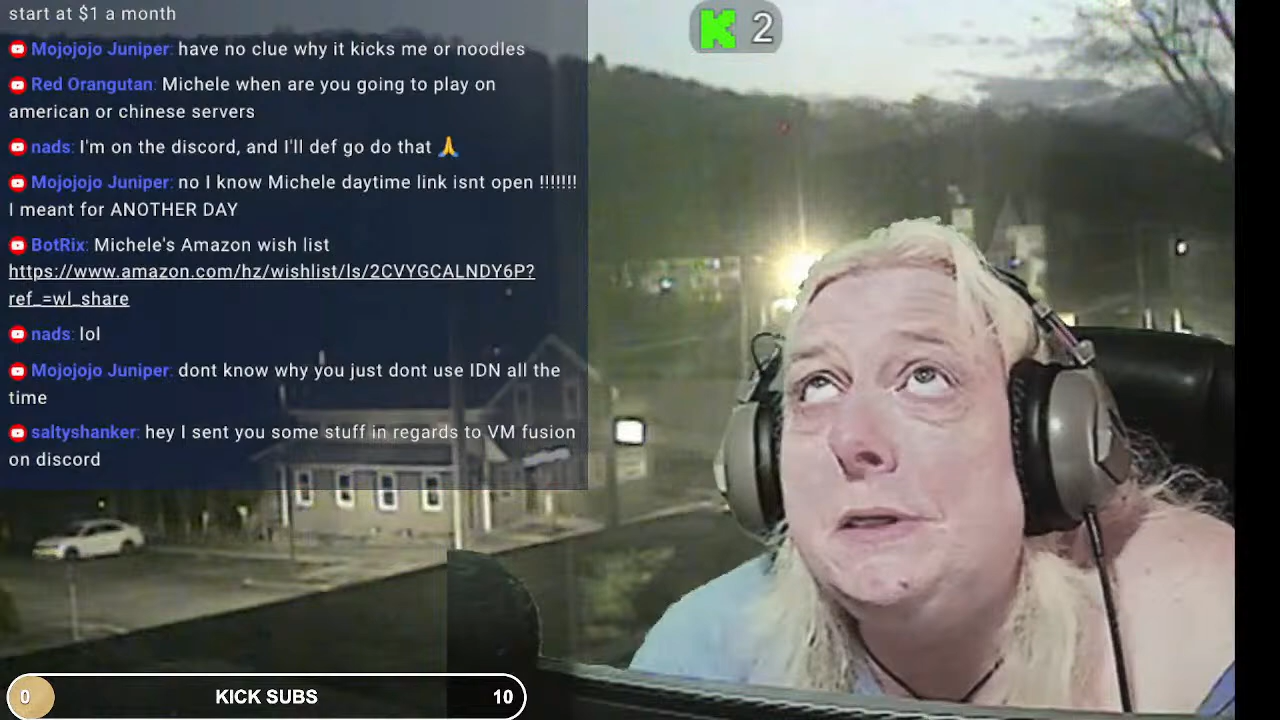 start at $1 a month
Mojojojo Juniper: have no clue why it kicks me or noodles
Red Orangutan: Michele when are you going to play on
american or chinese servers
nads: I'm on the discord, and I'll def go do that 🙏
Mojojojo Juniper: no I know Michele daytime link isnt open !!!!!!!
I meant for ANOTHER DAY
BotRix: Michele's Amazon wish list
https://www.amazon.com/hz/wishlist/ls/2CVYGCALNDY6P?
ref_=wl_share
nads: lol
Mojojojo Juniper: dont know why you just dont use IDN all the
time
saltyshanker: hey I sent you some stuff in regards to VM fusion
on discord
K 2
0 KICK SUBS 10